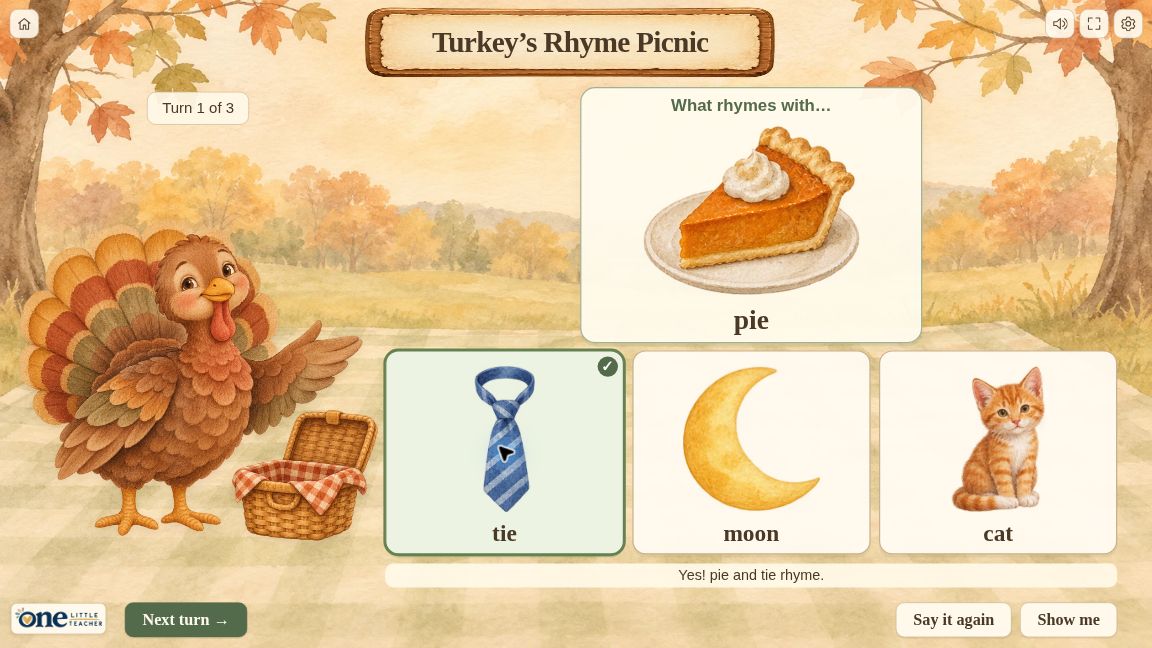 Turkey’s Rhyme Picnic
Turn 1 of 3
What rhymes with…
pie
tie
moon
cat
Yes! pie and tie rhyme.
one LITTLE TEACHER
Next turn →
Say it again
Show me